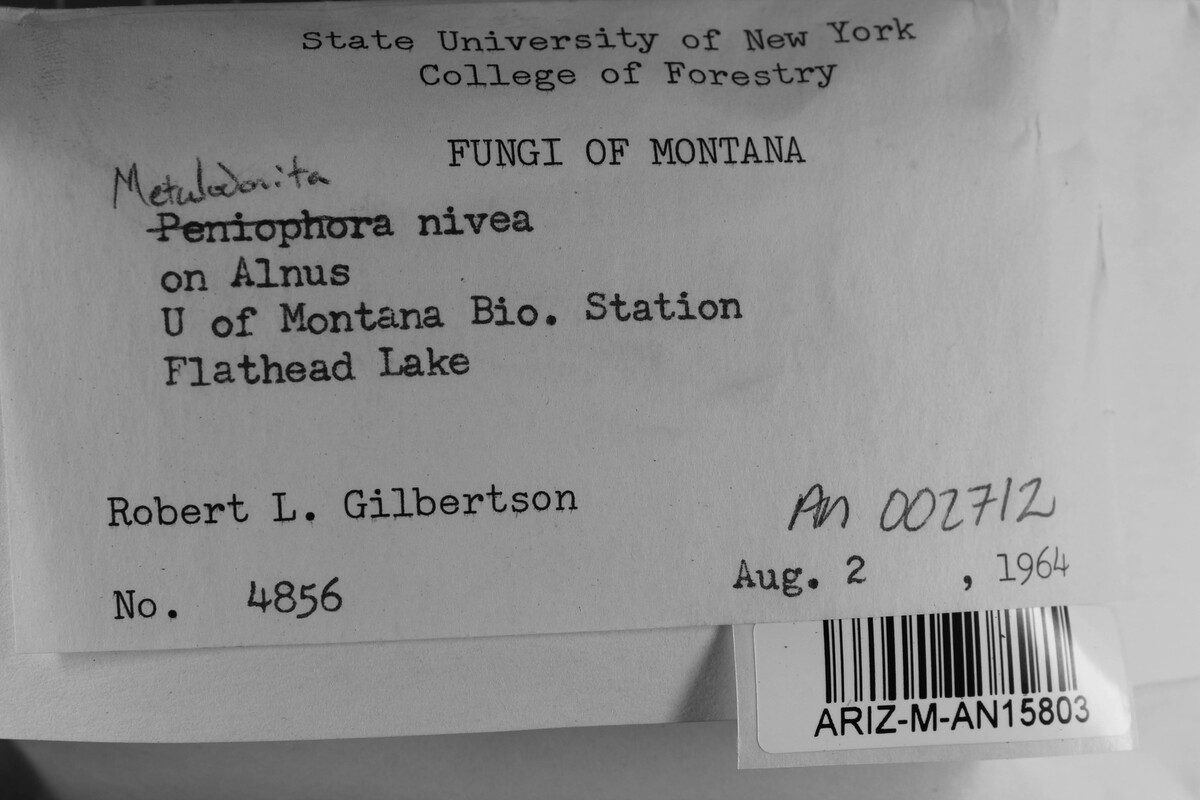 State University of New York
College of Forestry
FUNGI OF MONTANA
Metulodontia
Peniophora nivea
on Alnus
U of Montana Bio. Station
Flathead Lake
Robert L. Gilbertson
An 002712
No. 4856
Aug. 2 , 1964
ARIZ-M-AN15803